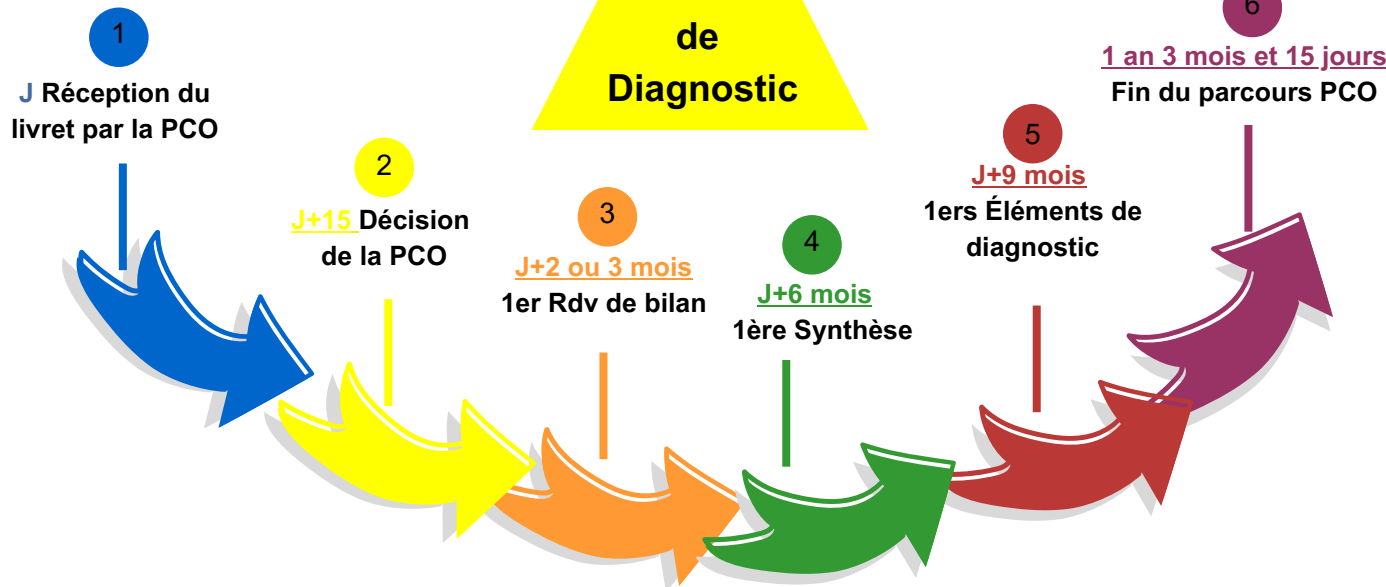 de
Diagnostic
1
J Réception du
livret par la PCO
2
J+15 Décision
de la PCO
3
J+2 ou 3 mois
1er Rdv de bilan
4
J+6 mois
1ère Synthèse
5
J+9 mois
1ers Éléments de
diagnostic
6
1 an 3 mois et 15 jours
Fin du parcours PCO